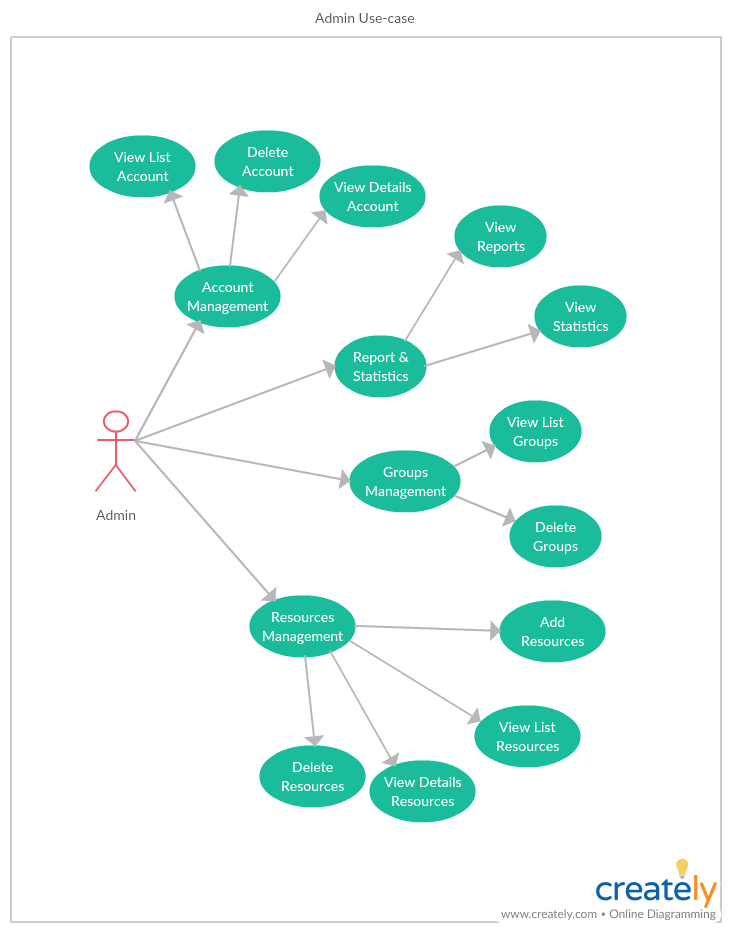 Admin Use-case
View List
Account
Delete
Account
View Details
Account
View
Reports
Account
Management
View
Statistics
Report &
Statistics
View List
Groups
Groups
Management
Admin
Delete
Groups
Resources
Management
Add
Resources
View List
Resources
Delete
Resources
View Details
Resources
creately
www.creately.com • Online Diagramming